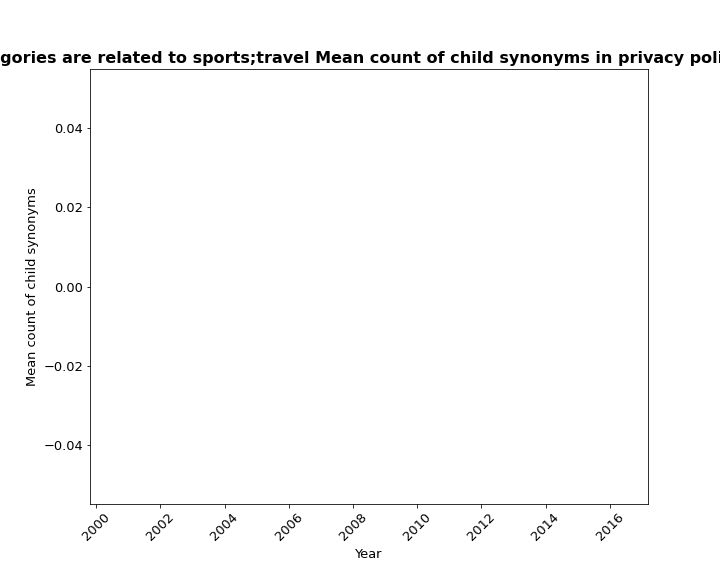 gories are related to sports;travel Mean count of child synonyms in privacy poli
0.04
0.02
0.00
−0.02
−0.04
Mean count of child synonyms
2000 2002 2004 2006 2008 2010 2012 2014 2016
Year